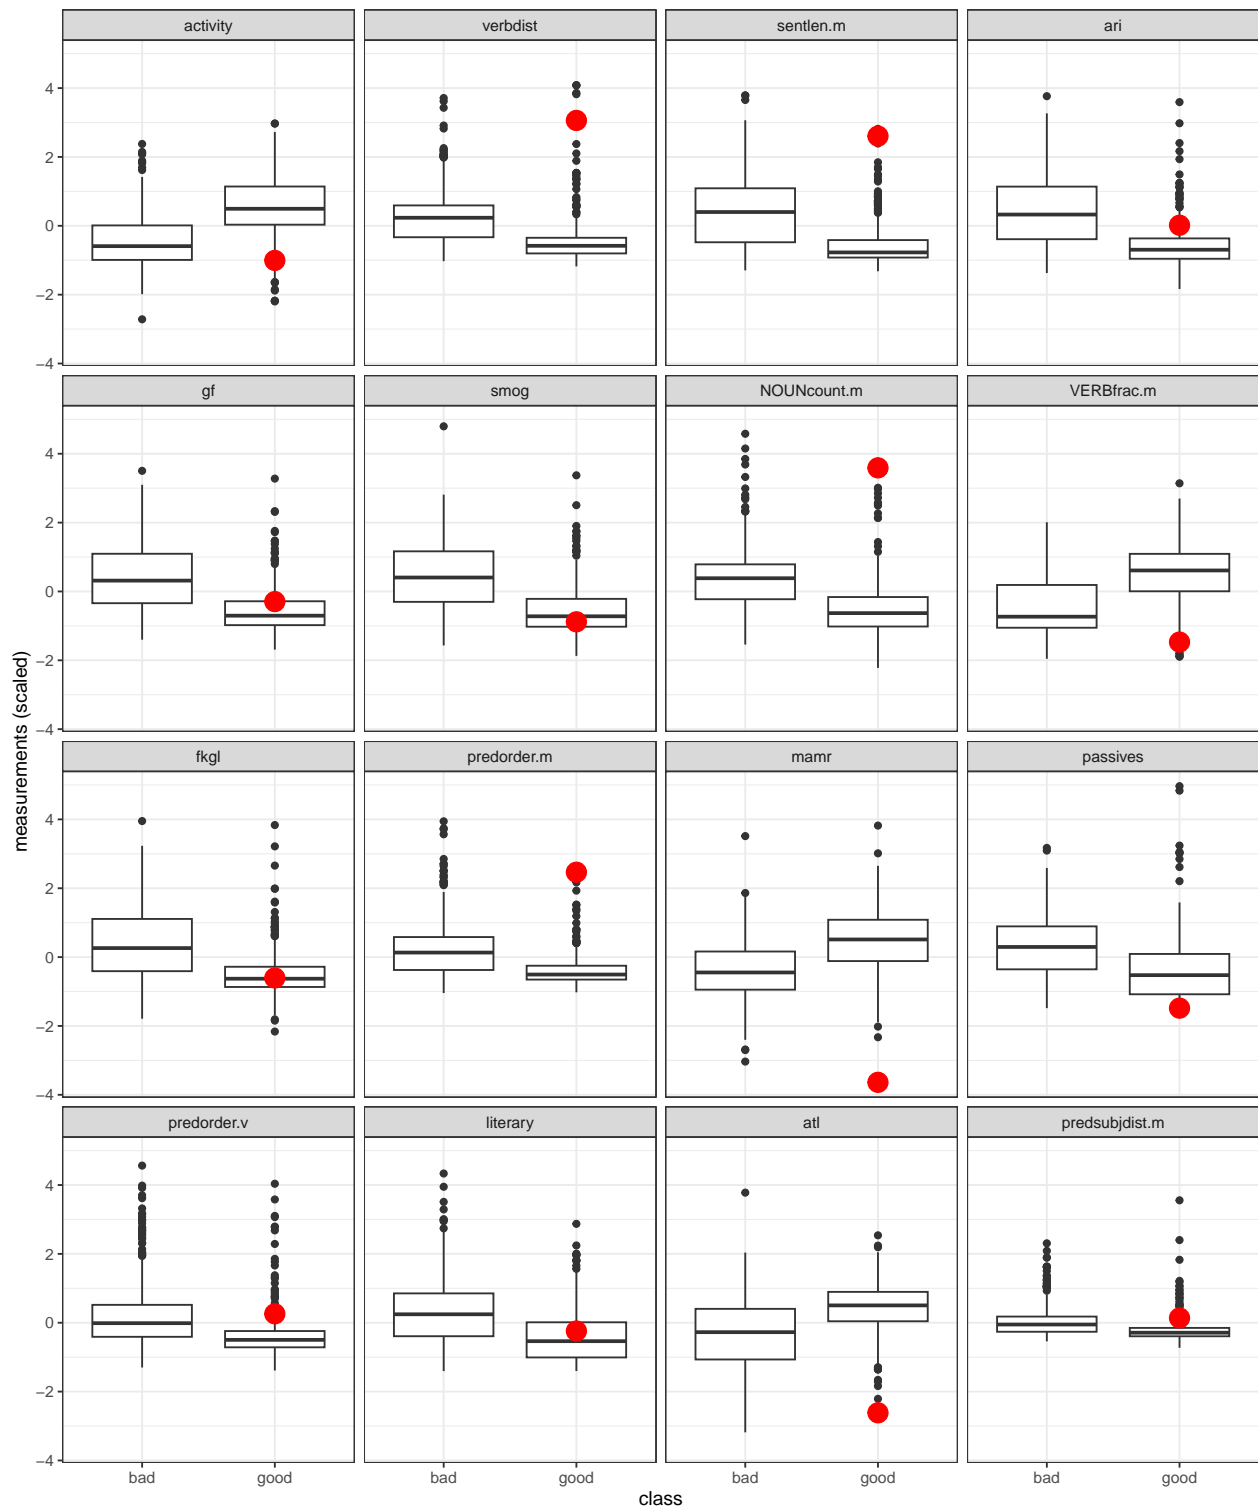 activity verbdist sentlen.m ari
4
2
0
−2
−4
gf smog NOUNcount.m VERBfrac.m
4
2
0
−2
−4
measurements (scaled)
fkgl predorder.m mamr passives
4
2
0
−2
−4
predorder.v literary atl predsubjdist.m
4
2
0
−2
−4
bad good bad good bad good bad good
class